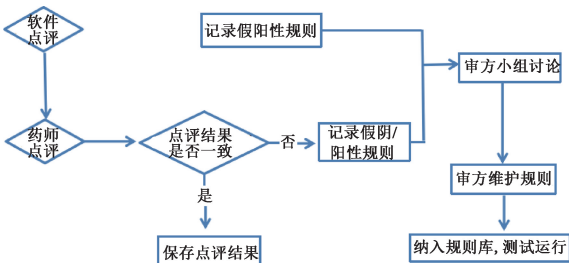 软件
点评
记录假阳性规则
审方小组讨论
药师
点评
点评结果
是否一致
否
记录假阴/
阳性规则
是
审方维护规则
保存点评结果
纳入规则库,测试运行